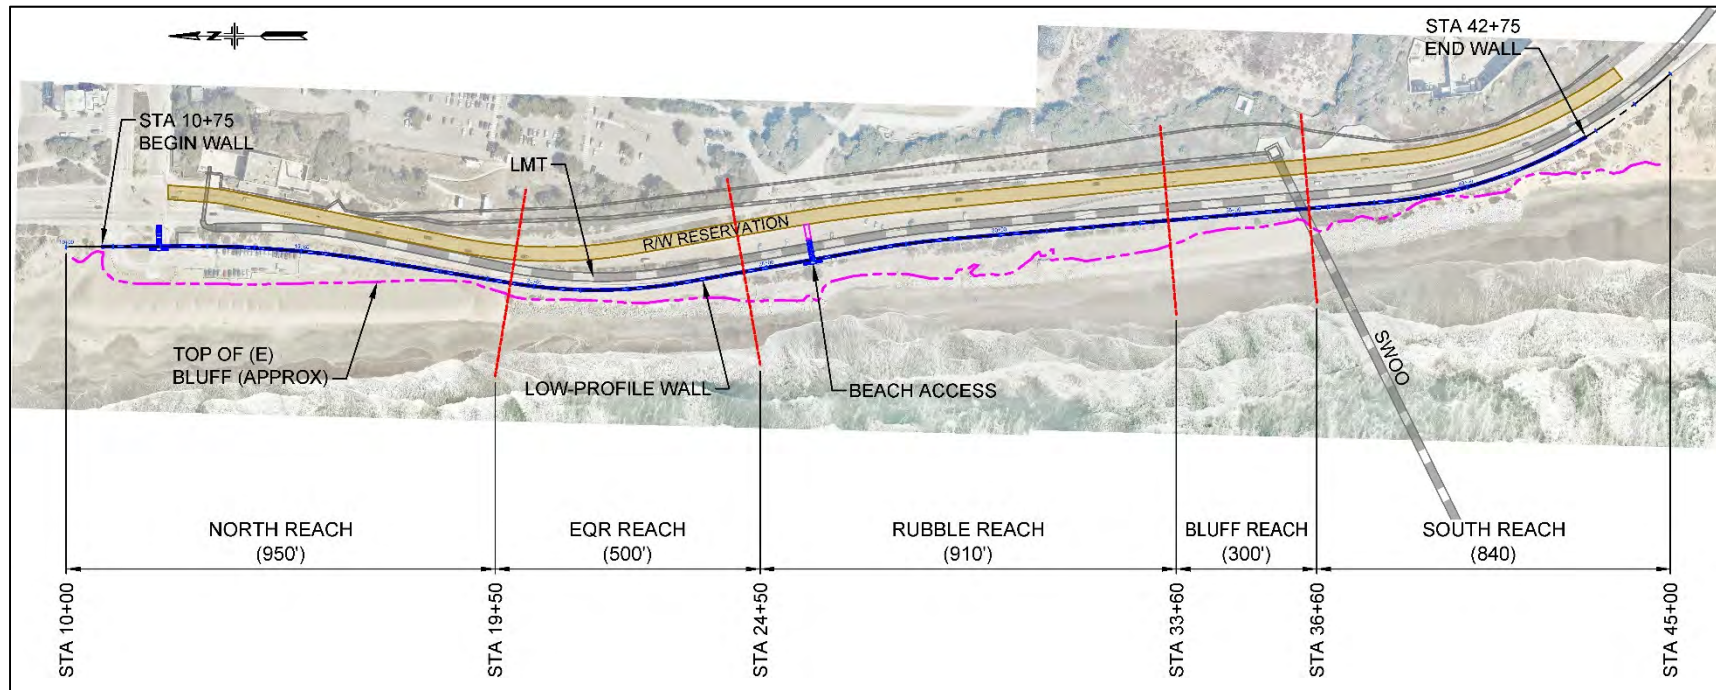 N
STA 42+75
END WALL
STA 10+75
BEGIN WALL
LMT
R/W RESERVATION
TOP OF (E)
BLUFF (APPROX)
LOW-PROFILE WALL
BEACH ACCESS
SWOO
NORTH REACH
(950')
EQR REACH
(500')
RUBBLE REACH
(910')
BLUFF REACH
(300')
SOUTH REACH
(840)
STA 10+00
STA 19+50
STA 24+50
STA 33+60
STA 36+60
STA 45+00